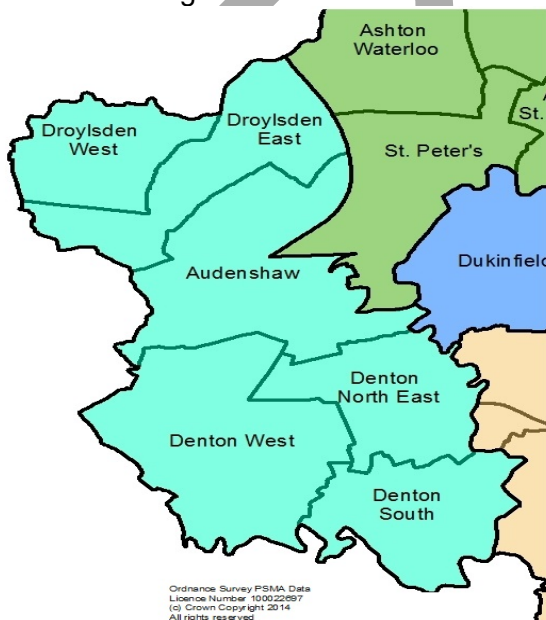 Ashton
Waterloo
Droylsden
West
Droylsden
East
St.
St. Peter's
Audenshaw
Denton
North East
Denton West
Denton
South
Ordnance Survey PSMA Data
Licence Number 100022697
(c) Crown Copyright 2014
All rights reserved